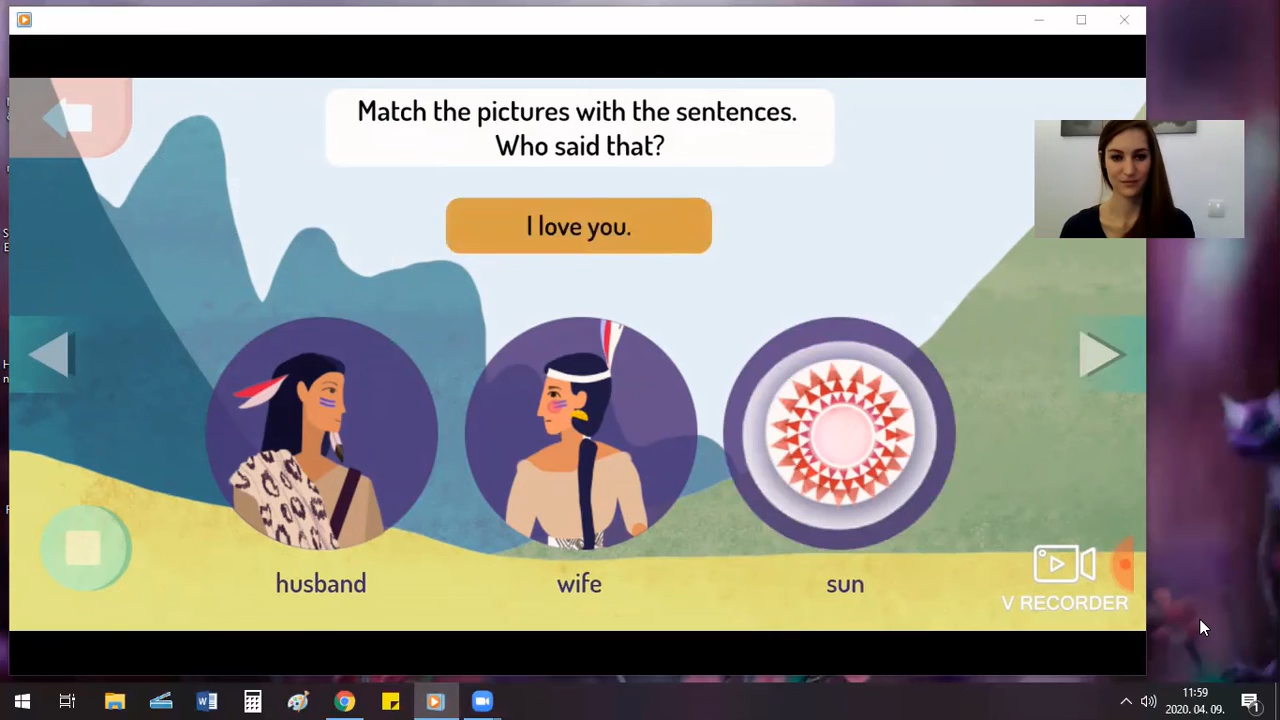 Match the pictures with the sentences.
Who said that?
I love you.
husband
wife
sun
V RECORDER
11:59
2020. 04. 09.
1